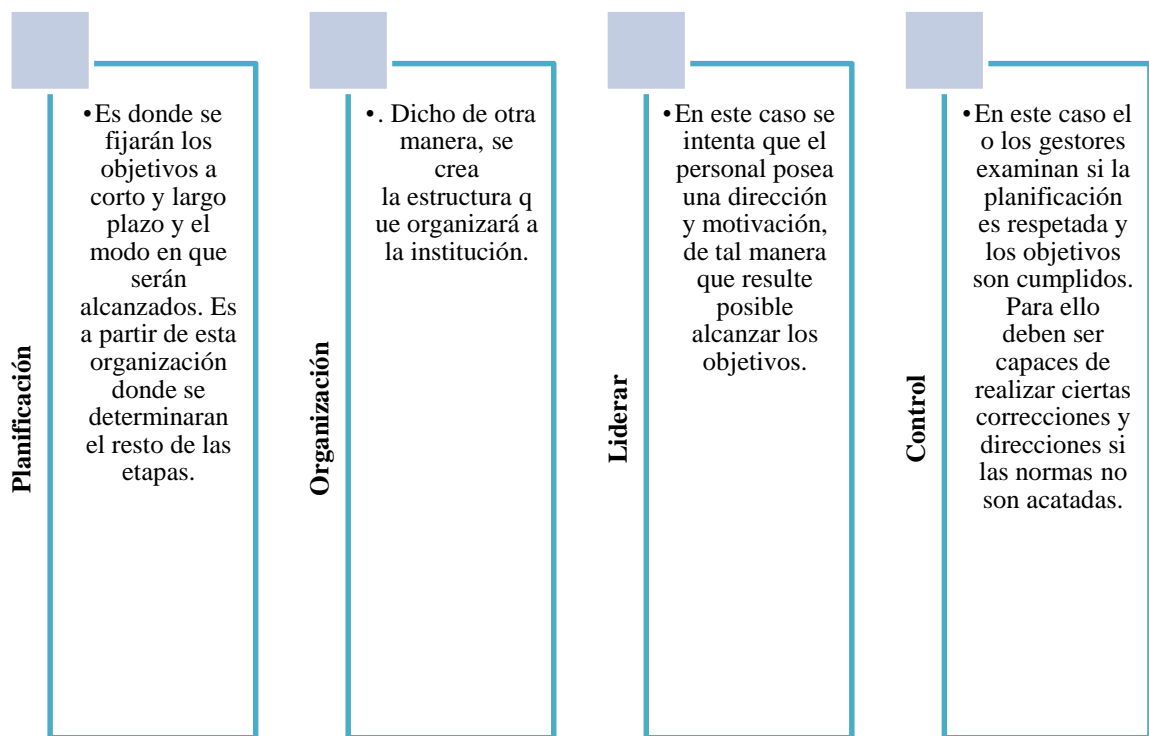 Planificación
•Es donde se
fijarán los
objetivos a
corto y largo
plazo y el
modo en que
serán
alcanzados. Es
a partir de esta
organización
donde se
determinaran
el resto de las
etapas.
Organización
•. Dicho de otra
manera, se
crea
la estructura q
ue organizará a
la institución.
Liderar
•En este caso se
intenta que el
personal posea
una dirección
y motivación,
de tal manera
que resulte
posible
alcanzar los
objetivos.
Control
•En este caso el
o los gestores
examinan si la
planificación
es respetada y
los objetivos
son cumplidos.
Para ello
deben ser
capaces de
realizar ciertas
correcciones y
direcciones si
las normas no
son acatadas.